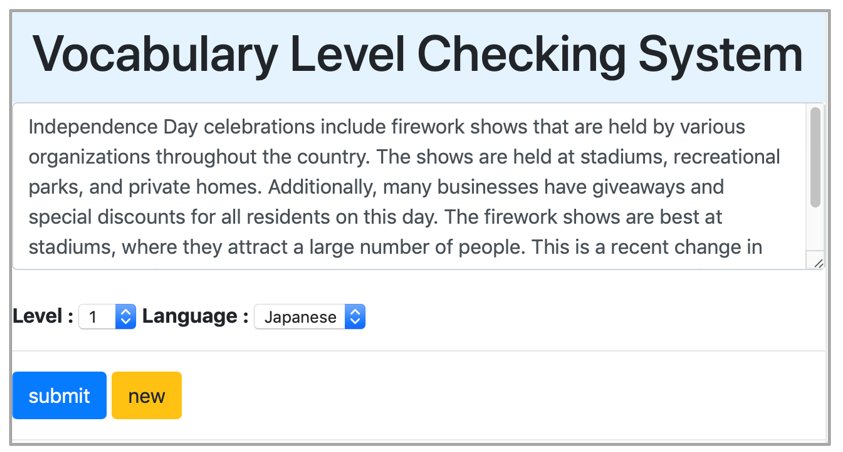 Vocabulary Level Checking System
Independence Day celebrations include firework shows that are held by various
organizations throughout the country. The shows are held at stadiums, recreational
parks, and private homes. Additionally, many businesses have giveaways and
special discounts for all residents on this day. The firework shows are best at
stadiums, where they attract a large number of people. This is a recent change in
Level : 1 Language : Japanese
submit new